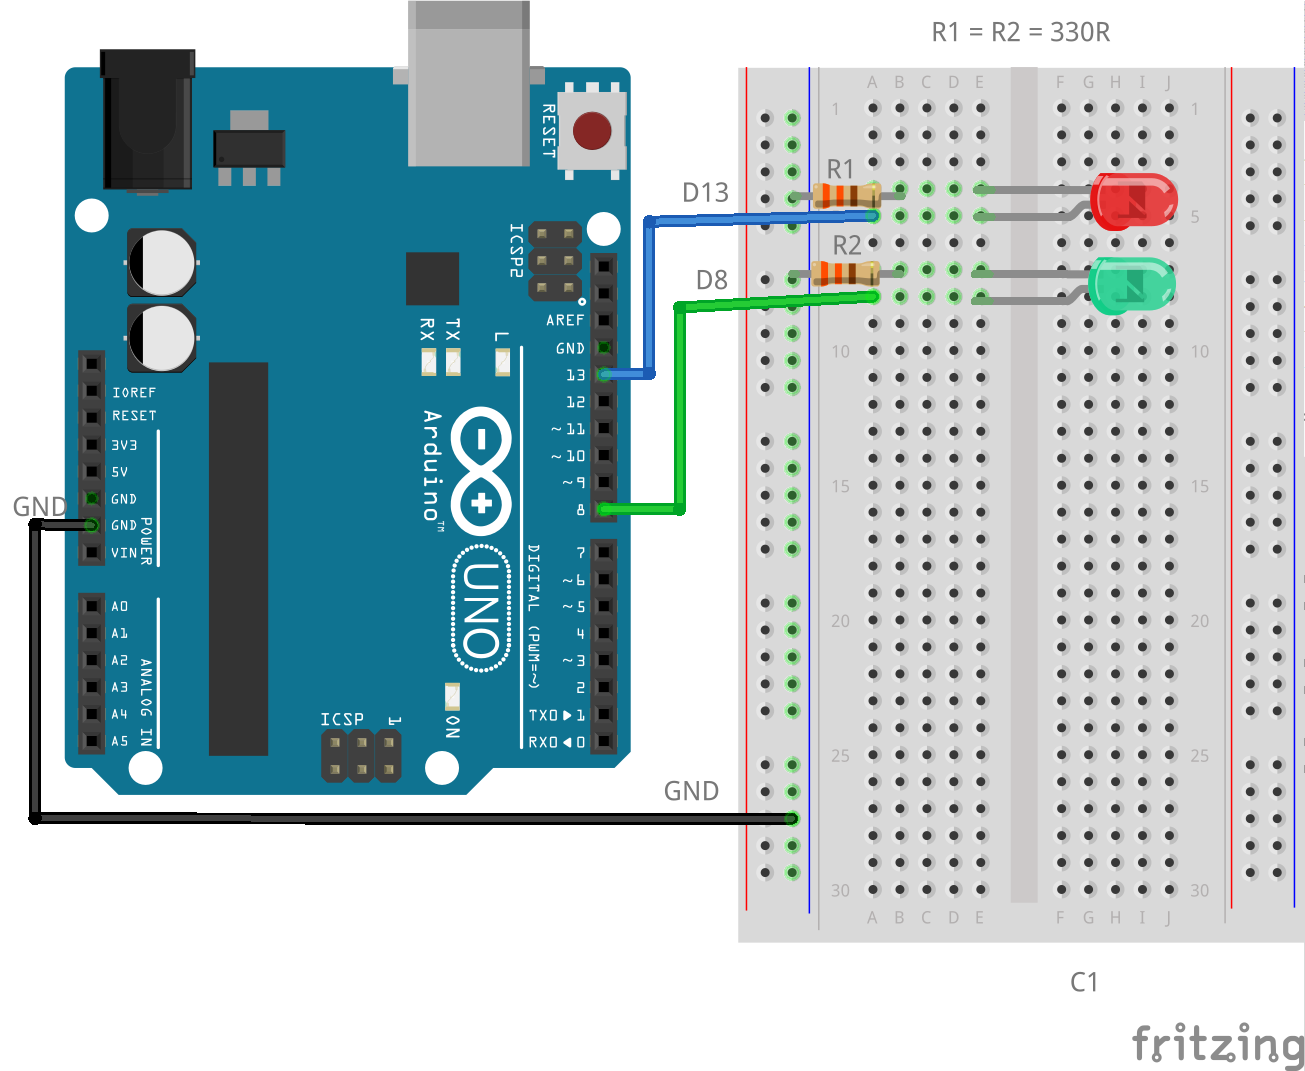 R1 = R2 = 330R
A B C D E F G H I J
1 1
RESET
R1
D13
5
ICSP2
R2
D8
AREF
RX TX L
GND
10 10
13
IOREF
12
RESET
Arduino™
~11
3V3
~10
5V
~9
15 15
GND
GND
8
GND
POWER
VIN
7
DIGITAL (PWM=~)
UNO
~6
A0
~5
20 20
A1
4
A2
~3
ANALOG IN
A3
2
A4
TX0▶1
ICSP 1
ON
A5
RX0◀0
25 25
GND
30 30
A B C D E F G H I J
C1
fritzing